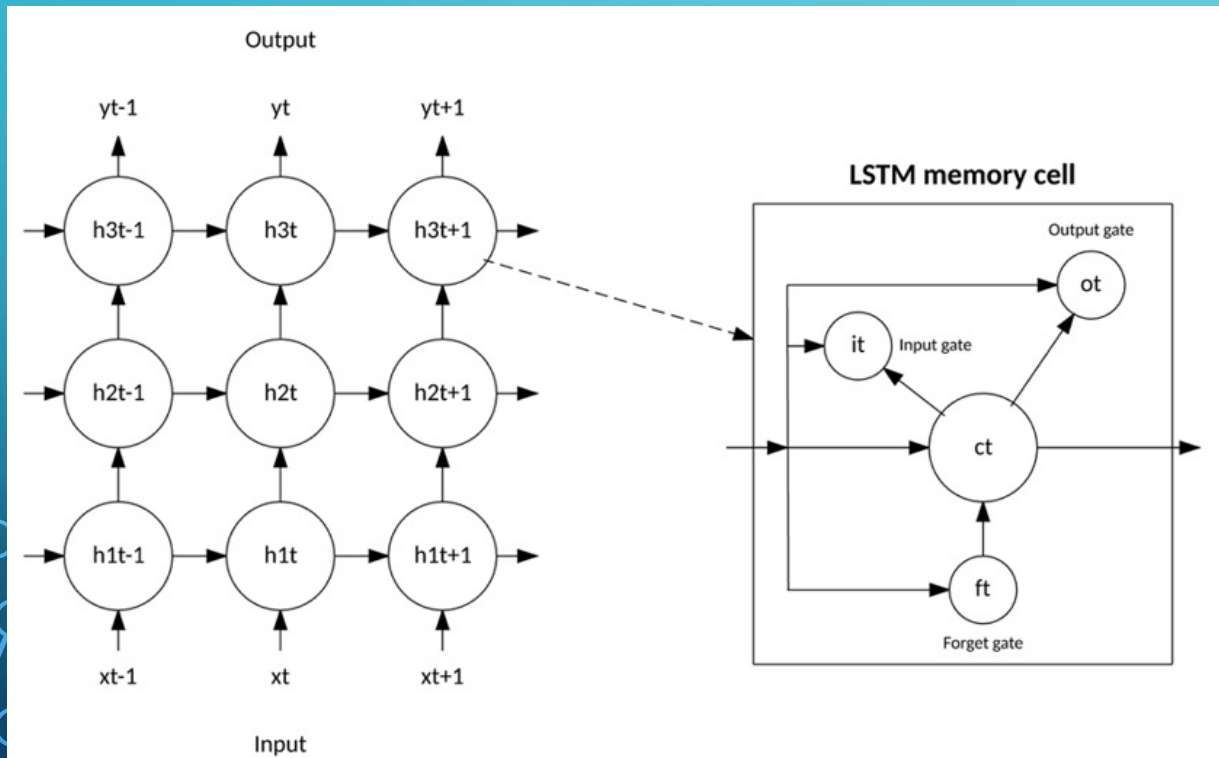 Output
yt-1 yt yt+1
h3t-1 h3t h3t+1
h2t-1 h2t h2t+1
h1t-1 h1t h1t+1
xt-1 xt xt+1
Input
LSTM memory cell
Output gate
ot
it Input gate
ct
ft
Forget gate